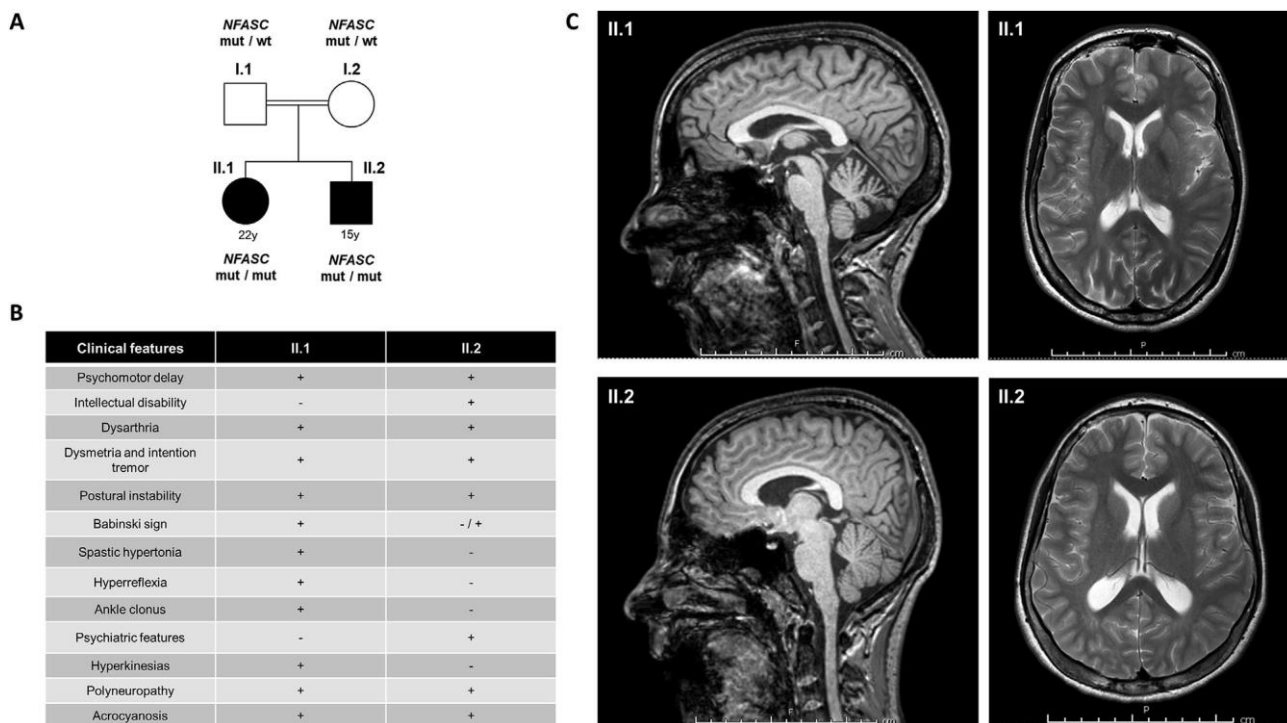 A
NFASC NFASC
mut / wt mut / wt
I.1 I.2
II.1 II.2
22y 15y
NFASC NFASC
mut / mut mut / mut
B
Clinical features II.1 II.2
Psychomotor delay + +
Intellectual disability - +
Dysarthria + +
Dysmetria and intention
tremor + +
Postural instability + +
Babinski sign + - / +
Spastic hypertonia + -
Hyperreflexia + -
Ankle clonus + -
Psychiatric features - +
Hyperkinesias + -
Polyneuropathy + +
Acrocyanosis + +
C
II.1 II.1
F cm P cm
II.2 II.2
F cm P cm